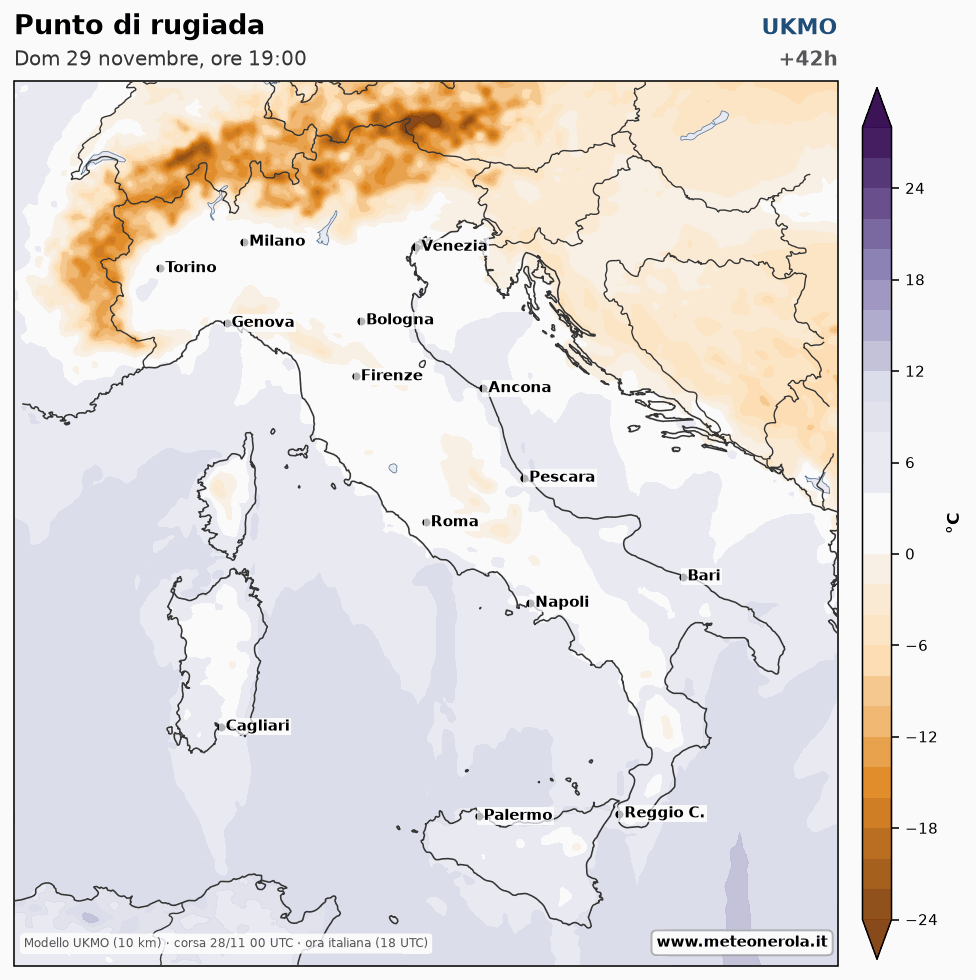 Punto di rugiada
UKMO
Dom 29 novembre, ore 19:00
+42h
Milano
Venezia
Torino
Genova
Bologna
Firenze
Ancona
Pescara
Roma
Bari
Napoli
Cagliari
Palermo
Reggio C.
24
18
12
6
0
−6
−12
−18
−24
°C
Modello UKMO (10 km) · corsa 28/11 00 UTC · ora italiana (18 UTC)
www.meteonerola.it